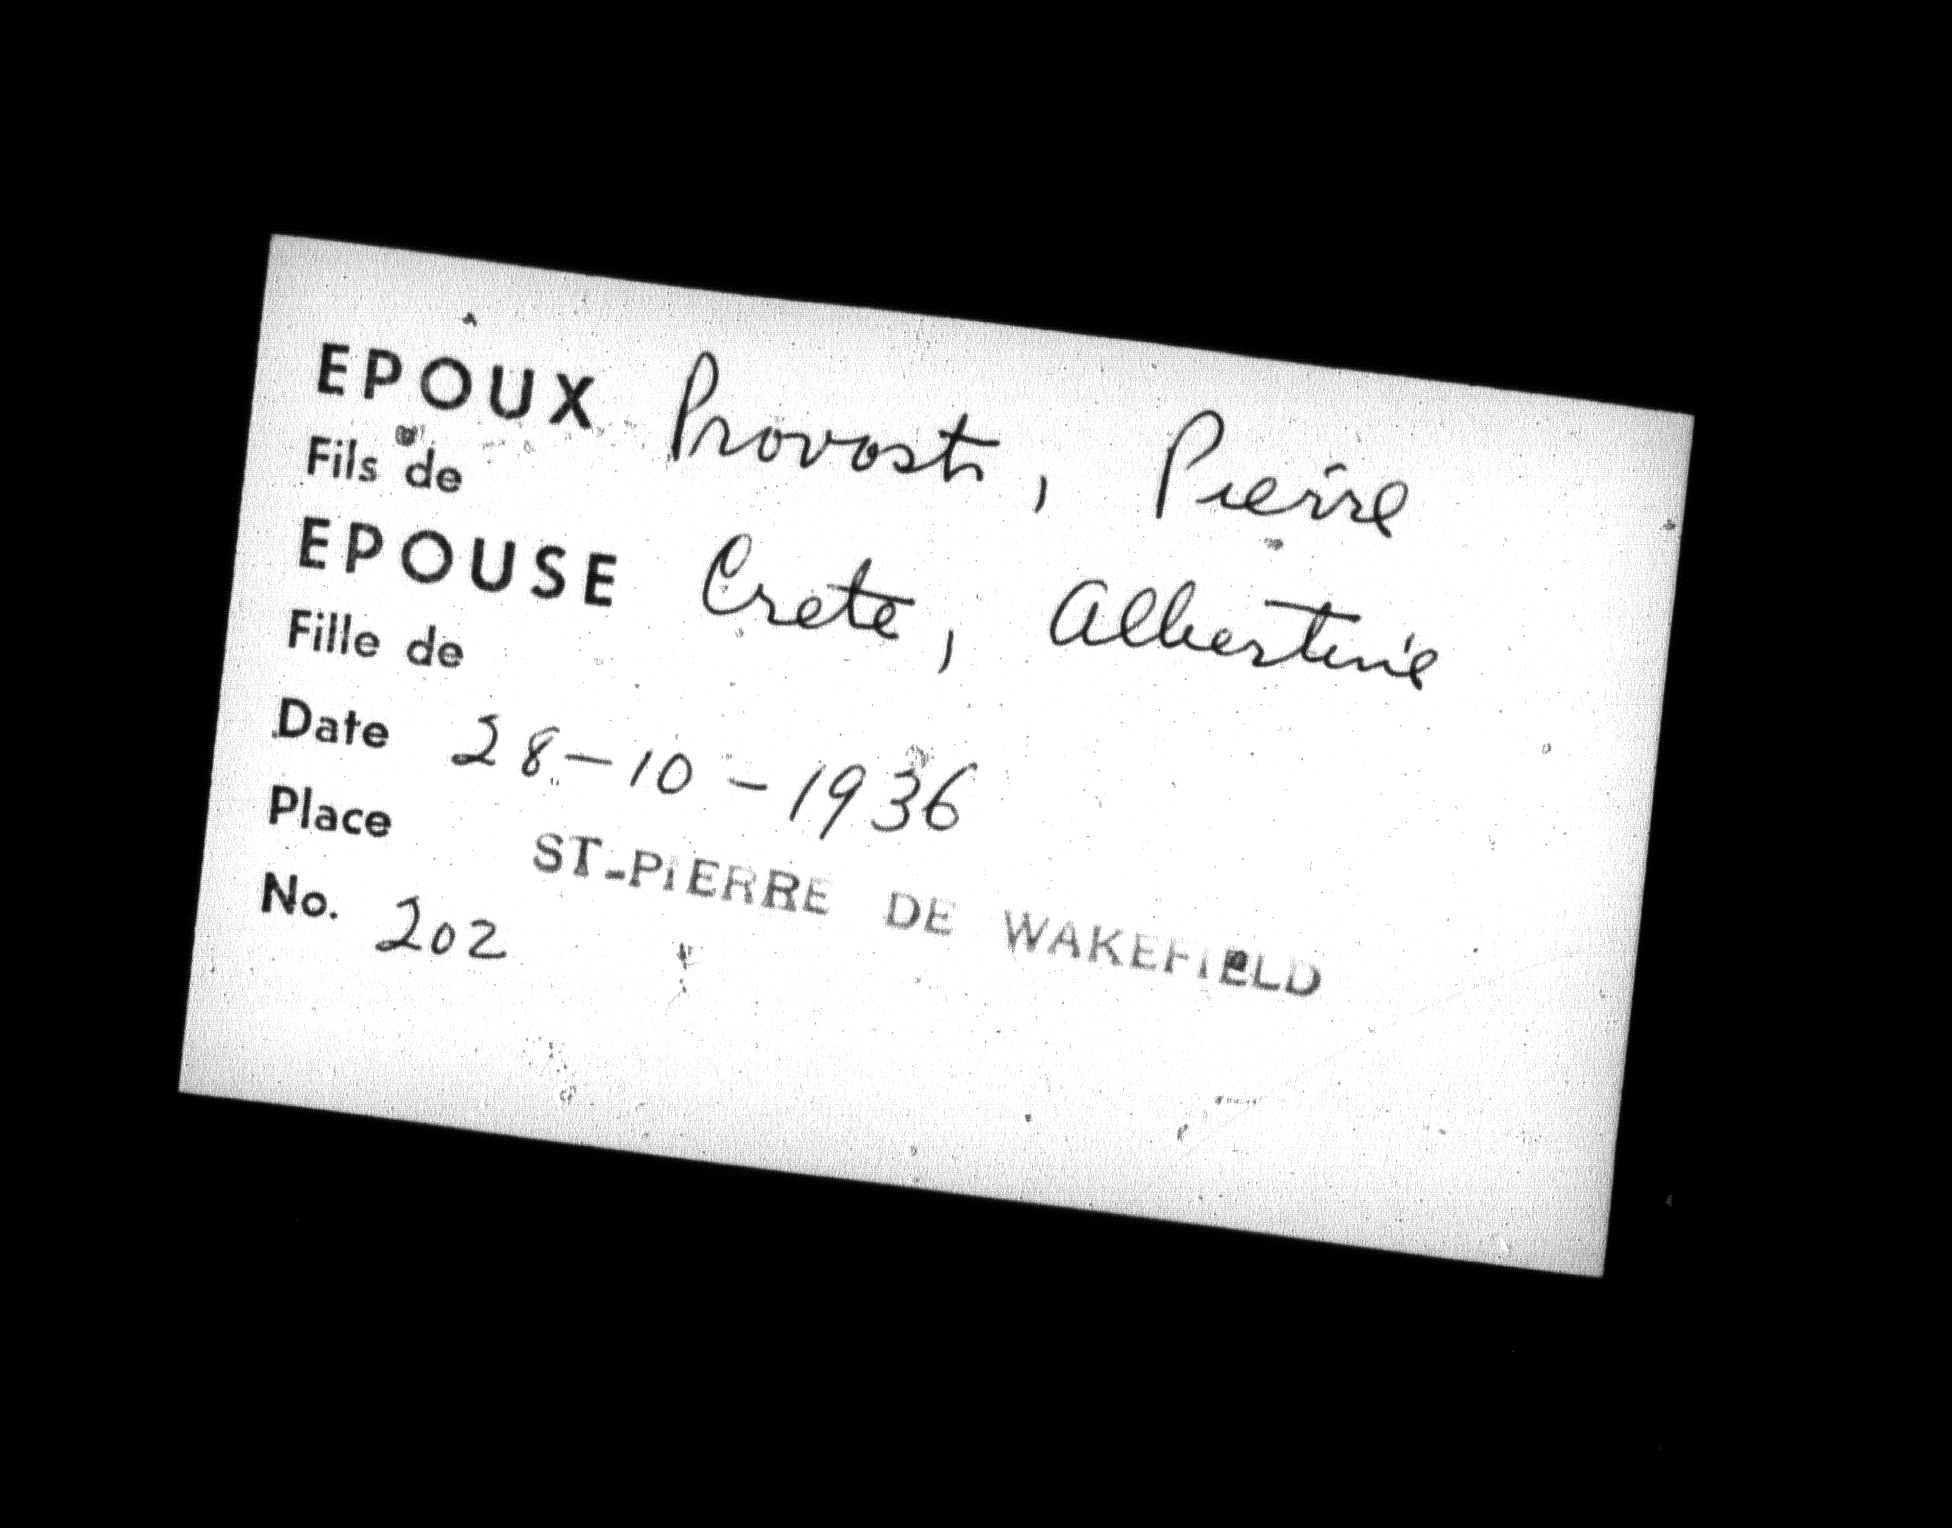 EPOUX Provost, Pierre
Fils de
EPOUSE Crete, Albertine
Fille de
Date 28-10-1936
Place ST-PIERRE DE WAKEFIELD
No. 202